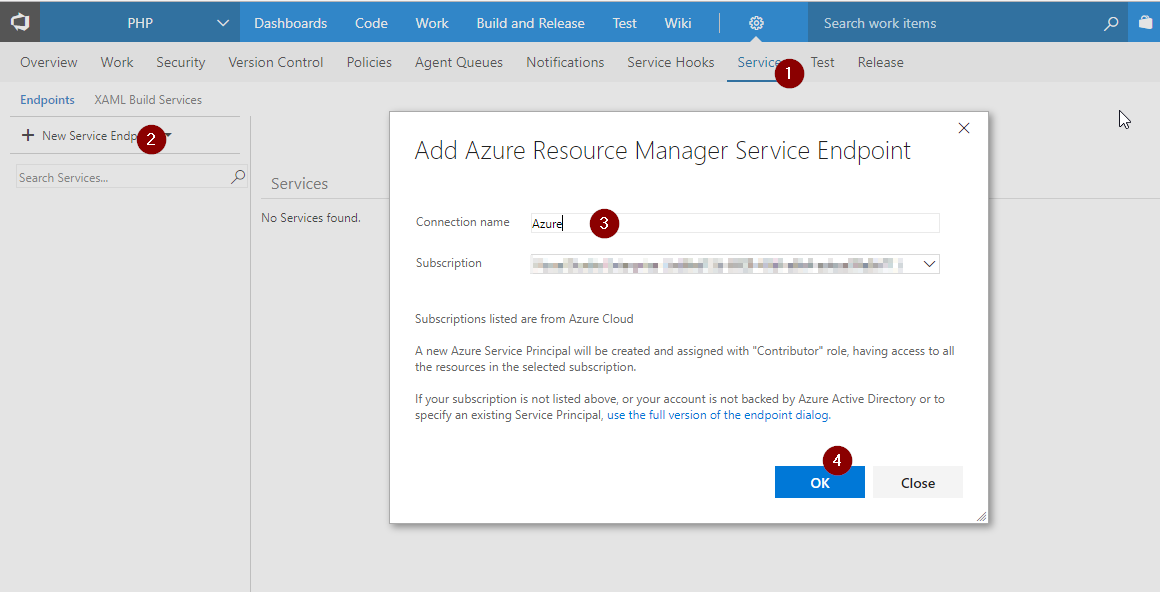 PHP Dashboards Code Work Build and Release Test Wiki Search work items
Overview Work Security Version Control Policies Agent Queues Notifications Service Hooks Services 1 Test Release
Endpoints XAML Build Services
New Service Endp 2
Search Services...
Services
No Services found.
Add Azure Resource Manager Service Endpoint
Connection name Azure 3
Subscription
Subscriptions listed are from Azure Cloud
A new Azure Service Principal will be created and assigned with "Contributor" role, having access to all
the resources in the selected subscription.
If your subscription is not listed above, or your account is not backed by Azure Active Directory or to
specify an existing Service Principal, use the full version of the endpoint dialog.
4
OK Close